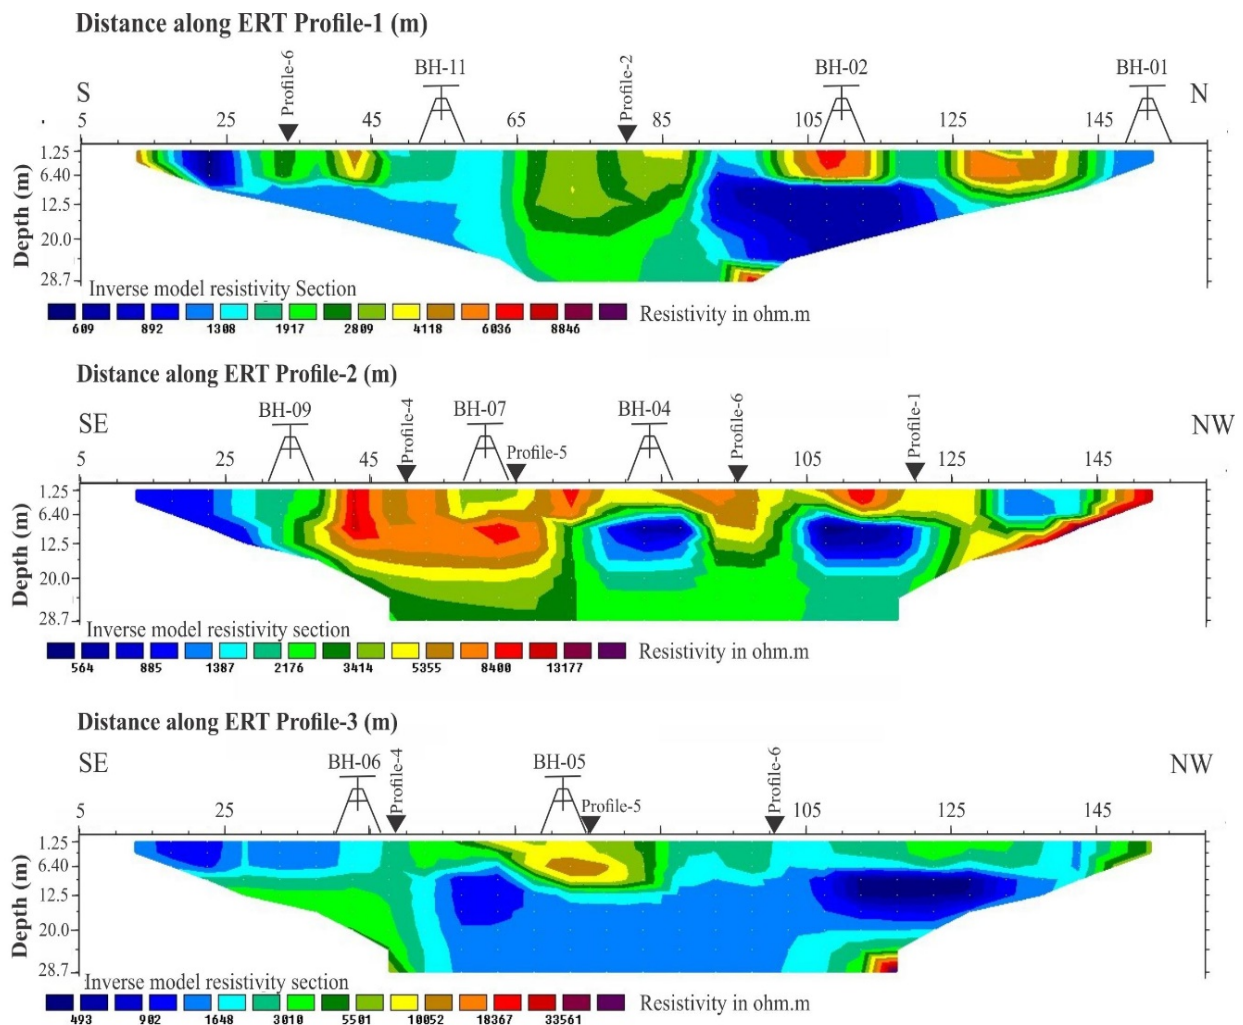 Distance along ERT Profile-1 (m)
S
Profile-6
BH-11
Profile-2
BH-02
BH-01
N
5 25 45 65 85 105 125 145
Depth (m)
1.25
6.40
12.5
20.0
28.7
Inverse model resistivity Section
609 892 1308 1917 2809 4118 6036 8846
Resistivity in ohm.m
Distance along ERT Profile-2 (m)
SE
BH-09
Profile-4
BH-07
Profile-5
BH-04
Profile-6
Profile-1
NW
5 25 45 105 125 145
Depth (m)
1.25
6.40
12.5
20.0
28.7
Inverse model resistivity section
564 885 1387 2176 3414 5355 8400 13177
Resistivity in ohm.m
Distance along ERT Profile-3 (m)
SE
BH-06
Profile-4
BH-05
Profile-5
Profile-6
NW
5 25 105 125 145
Depth (m)
1.25
6.40
12.5
20.0
28.7
Inverse model resistivity section
493 902 1648 3010 5501 10052 18367 33561
Resistivity in ohm.m